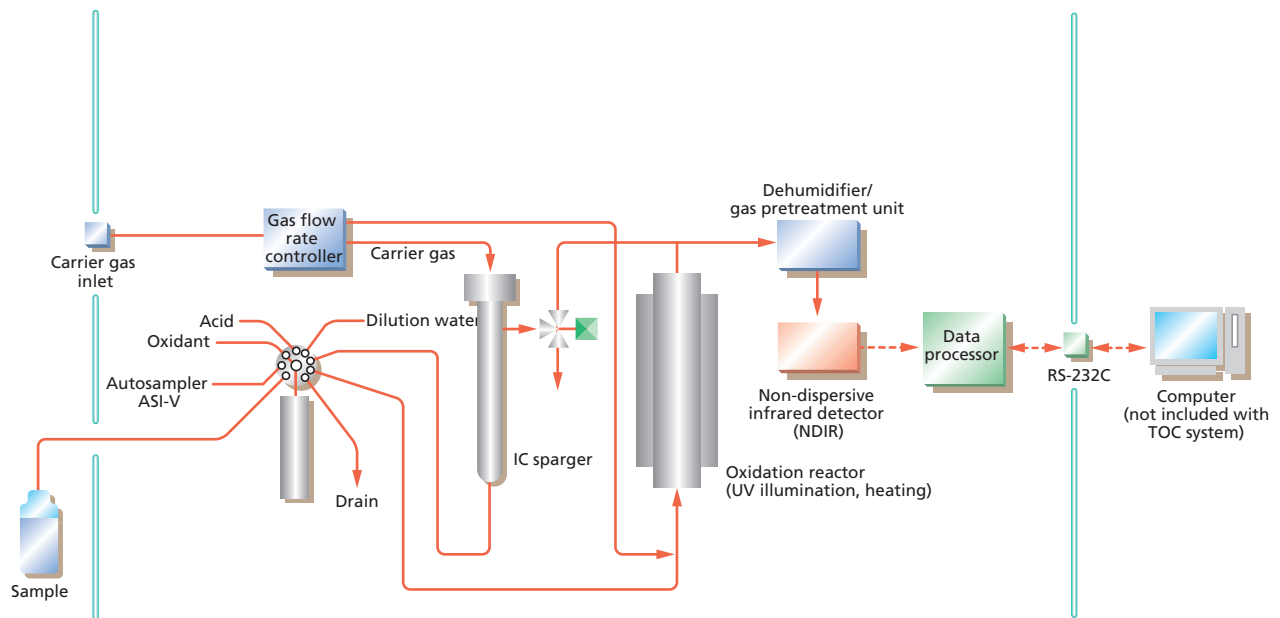 Dehumidifier/
gas pretreatment unit
Gas flow
rate
controller
Carrier gas
Carrier gas
inlet
Acid
Dilution water
Oxidant
Data
processor
RS-232C
Autosampler
ASI-V
Non-dispersive
infrared detector
(NDIR)
Computer
(not included with
TOC system)
IC sparger
Oxidation reactor
(UV illumination, heating)
Drain
Sample